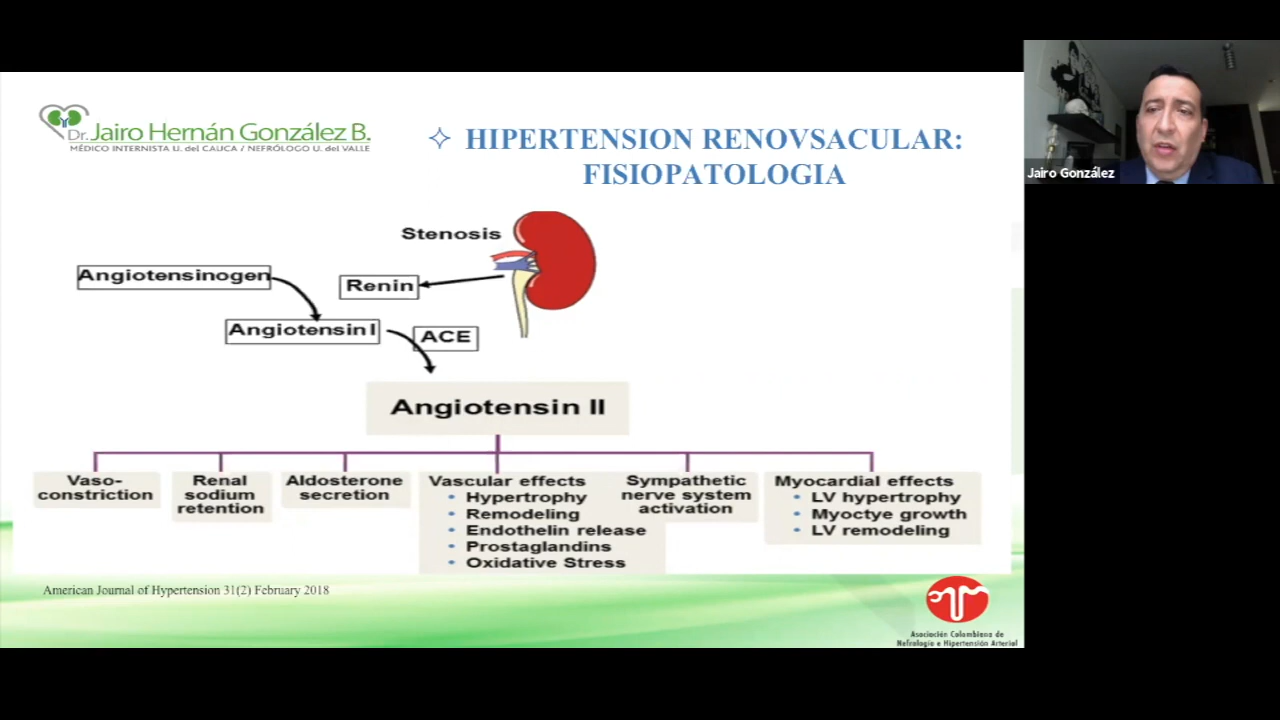 Dr. Jairo Hernán González B.
MÉDICO INTERNISTA U. del CAUCA / NEFRÓLOGO U. del VALLE
HIPERTENSION RENOVSACULAR:
FISIOPATOLOGIA
Jairo González
Stenosis
Angiotensinogen
Renin
Angiotensin I
ACE
Angiotensin II
Vaso-
constriction
Renal
sodium
retention
Aldosterone
secretion
Vascular effects
• Hypertrophy
• Remodeling
• Endothelin release
• Prostaglandins
• Oxidative Stress
Sympathetic
nerve system
activation
Myocardial effects
• LV hypertrophy
• Myoctye growth
• LV remodeling
American Journal of Hypertension 31(2) February 2018
Asociación Colombiana de
Nefrología e Hipertensión Arterial